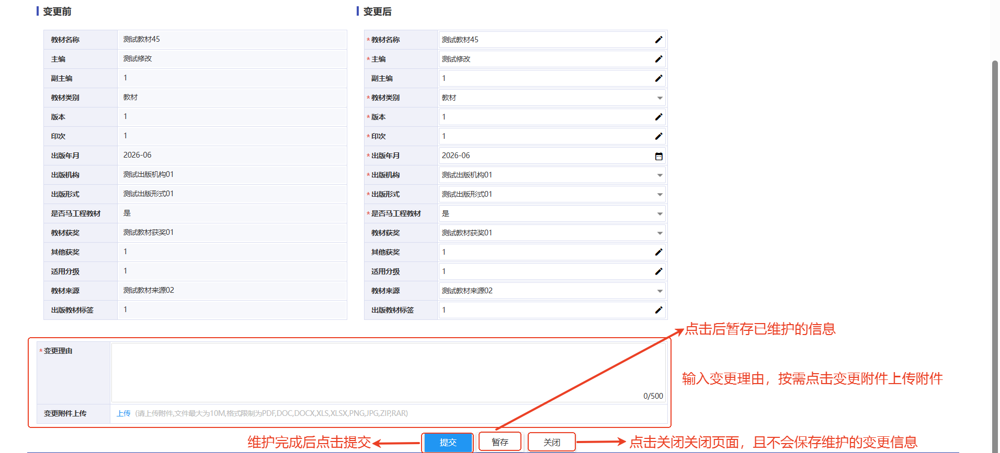 变更前
教材名称 测试教材45
主编 测试修改
副主编 1
教材类别 教材
版本 1
印次 1
出版年月 2026-06
出版机构 测试出版机构01
出版形式 测试出版形式01
是否马工程教材 是
教材获奖 测试教材获奖01
其他获奖 1
适用分级 1
教材来源 测试教材来源02
出版教材标签 1
变更后
*教材名称 测试教材45
*主编 测试修改
副主编 1
*教材类别 教材
*版本 1
*印次 1
*出版年月 2026-06
*出版机构 测试出版机构01
*出版形式 测试出版形式01
*是否马工程教材 是
教材获奖 测试教材获奖01
其他获奖 1
适用分级 1
教材来源 测试教材来源02
出版教材标签 1
点击后暂存已维护的信息
*变更理由
0/500
输入变更理由，按需点击变更附件上传附件
变更附件上传 上传 (请上传附件,文件最大为10M,格式限制为PDF,DOC,DOCX,XLS,XLSX,PNG,JPG,ZIP,RAR)
维护完成后点击提交 提交 暂存 关闭 点击关闭关闭页面，且不会保存维护的变更信息